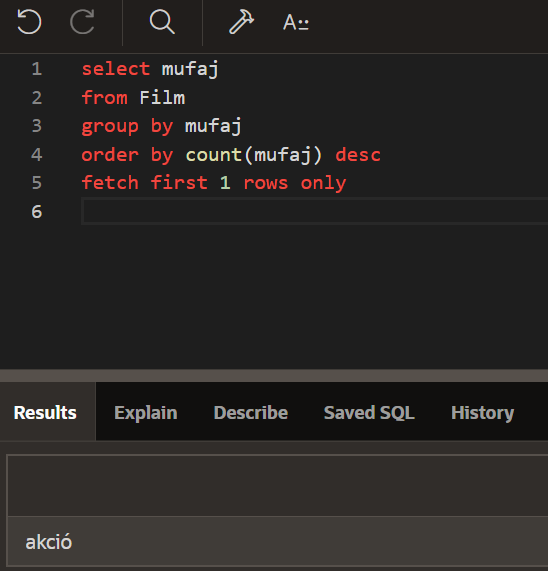 A::
1 select mufaj
2 from Film
3 group by mufaj
4 order by count(mufaj) desc
5 fetch first 1 rows only
6
Results Explain Describe Saved SQL History
akció